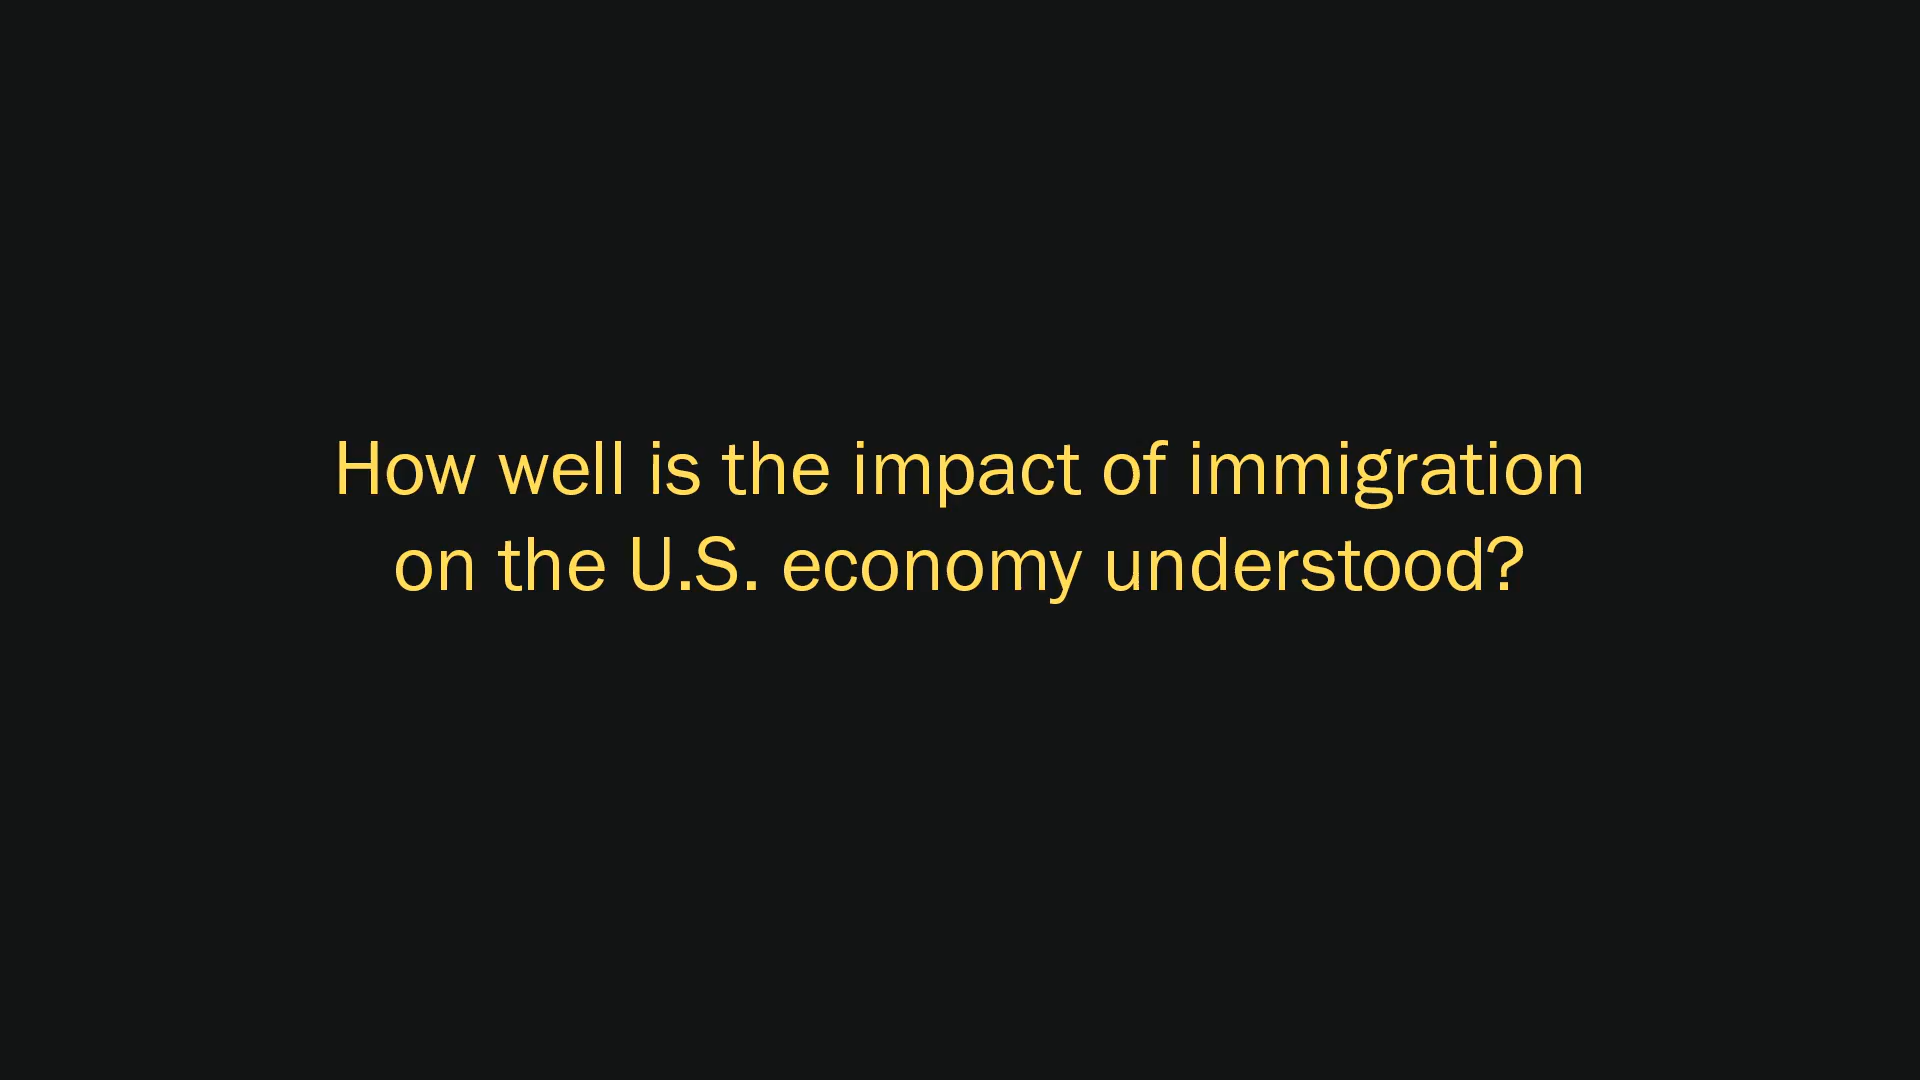 How well is the impact of immigration
on the U.S. economy understood?